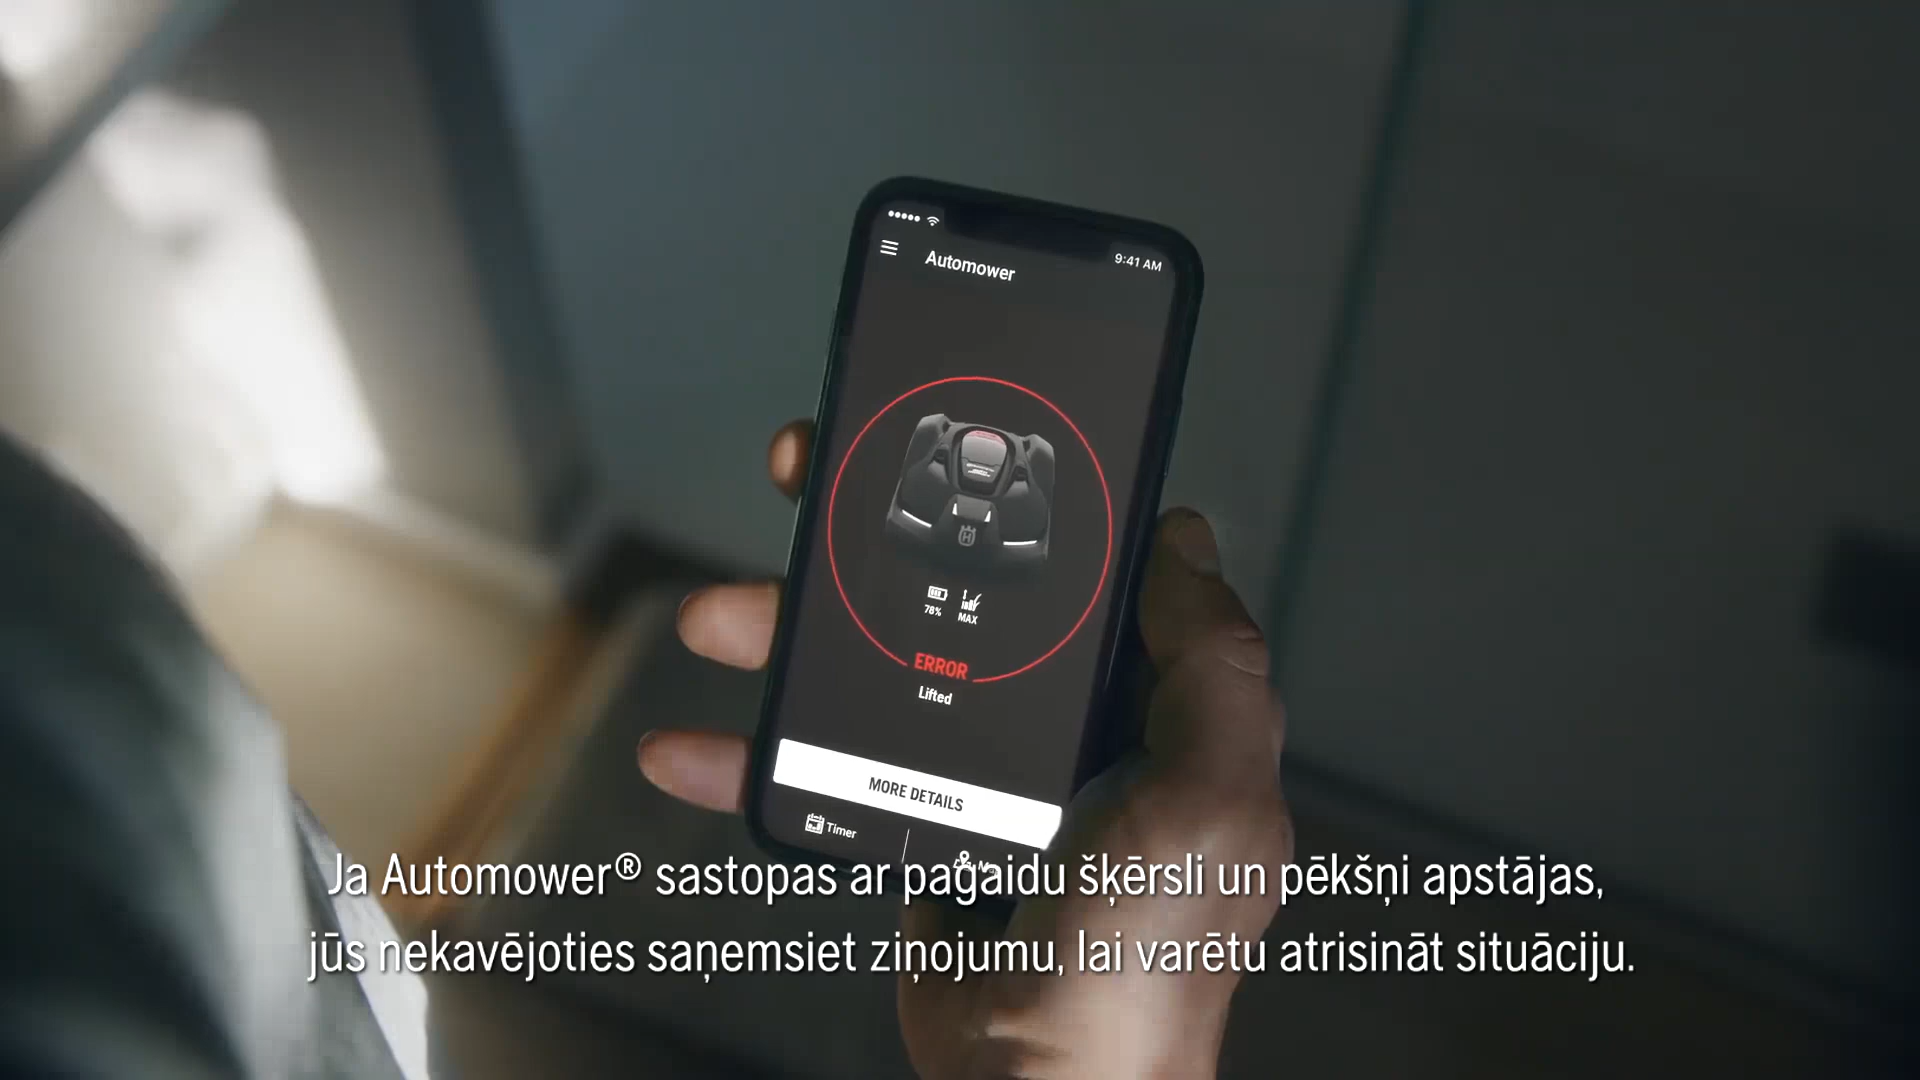 9:41 AM
Automower
78%
MAX
ERROR
Lifted
MORE DETAILS
Timer
Ja Automower® sastopas ar pagaidu šķērsli un pēkšņi apstājas,
jūs nekavējoties saņemsiet ziņojumu, lai varētu atrisināt situāciju.